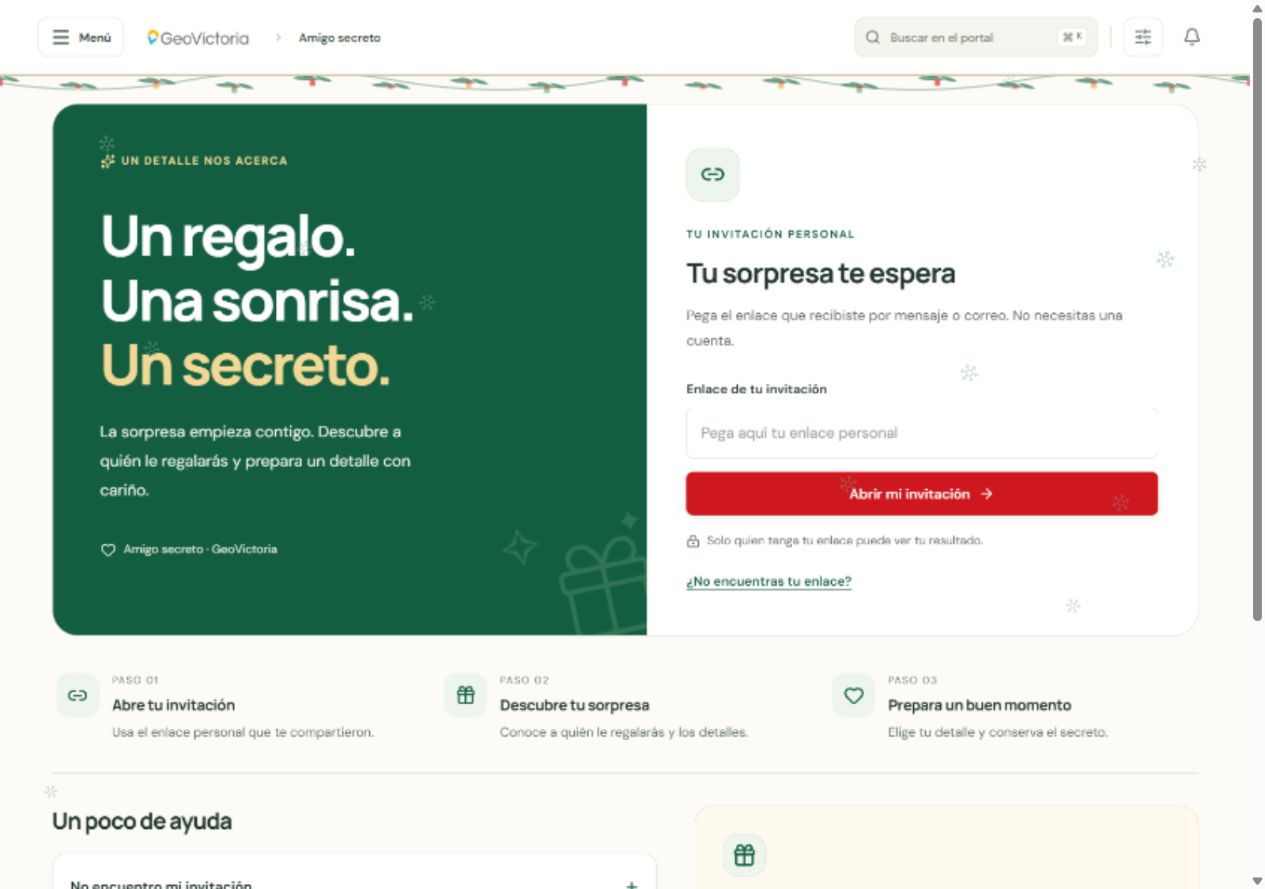 Menú
GeoVictoria
Amigo secreto
Buscar en el portal
⌘ K
UN DETALLE NOS ACERCA
Un regalo.
Una sonrisa.
Un secreto.
La sorpresa empieza contigo. Descubre a
quién le regalarás y prepara un detalle con
cariño.
Amigo secreto · GeoVictoria
TU INVITACIÓN PERSONAL
Tu sorpresa te espera
Pega el enlace que recibiste por mensaje o correo. No necesitas una
cuenta.
Enlace de tu invitación
Pega aquí tu enlace personal
Abrir mi invitación →
Solo quien tenga tu enlace puede ver tu resultado.
¿No encuentras tu enlace?
PASO 01
Abre tu invitación
Usa el enlace personal que te compartieron.
PASO 02
Descubre tu sorpresa
Conoce a quién le regalarás y los detalles.
PASO 03
Prepara un buen momento
Elige tu detalle y conserva el secreto.
Un poco de ayuda
No encuentro mi invitación
+